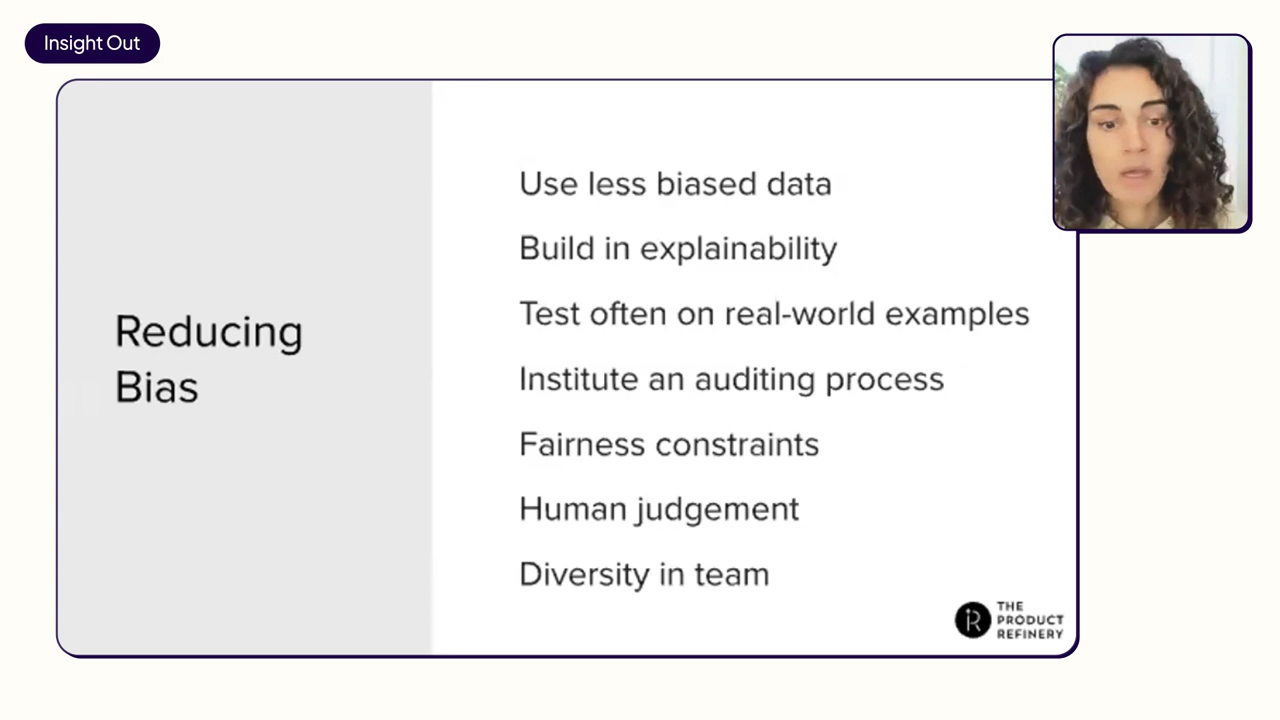 Insight Out
Reducing
Bias
Use less biased data
Build in explainability
Test often on real-world examples
Institute an auditing process
Fairness constraints
Human judgement
Diversity in team
THE
PRODUCT
REFINERY